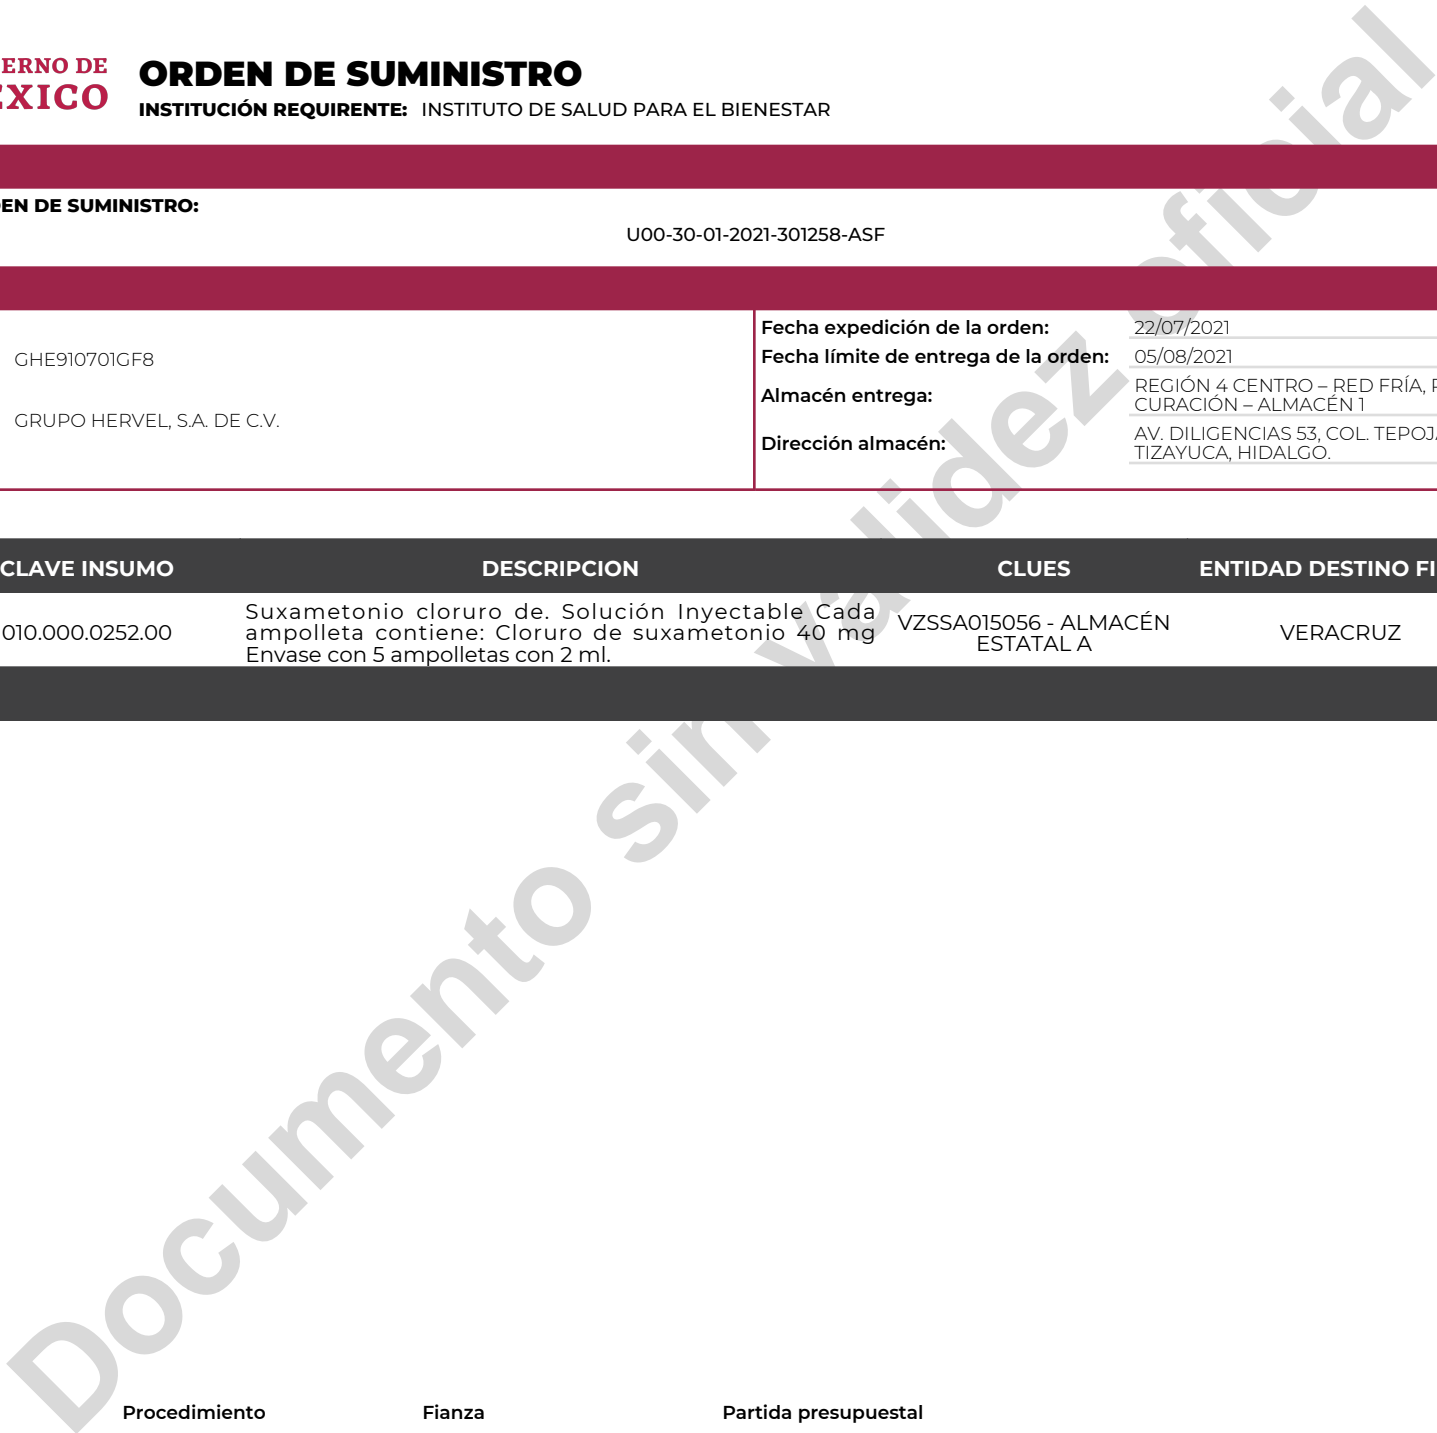 ERNO DE
ÉXICO
ORDEN DE SUMINISTRO
INSTITUCIÓN REQUIRENTE: INSTITUTO DE SALUD PARA EL BIENESTAR
EN DE SUMINISTRO:
U00-30-01-2021-301258-ASF
GHE910701GF8
GRUPO HERVEL, S.A. DE C.V.
Fecha expedición de la orden: 22/07/2021
Fecha límite de entrega de la orden: 05/08/2021
Almacén entrega: REGIÓN 4 CENTRO – RED FRÍA,
CURACIÓN – ALMACÉN 1
Dirección almacén: AV. DILIGENCIAS 53, COL. TEPOJ
TIZAYUCA, HIDALGO.
CLAVE INSUMO DESCRIPCION CLUES ENTIDAD DESTINO FI
010.000.0252.00
Suxametonio cloruro de. Solución Inyectable Cada
ampolleta contiene: Cloruro de suxametonio 40 mg
Envase con 5 ampolletas con 2 ml.
VZSSA015056 - ALMACÉN
ESTATAL A
VERACRUZ
Documento sin validez oficial
Procedimiento Fianza Partida presupuestal